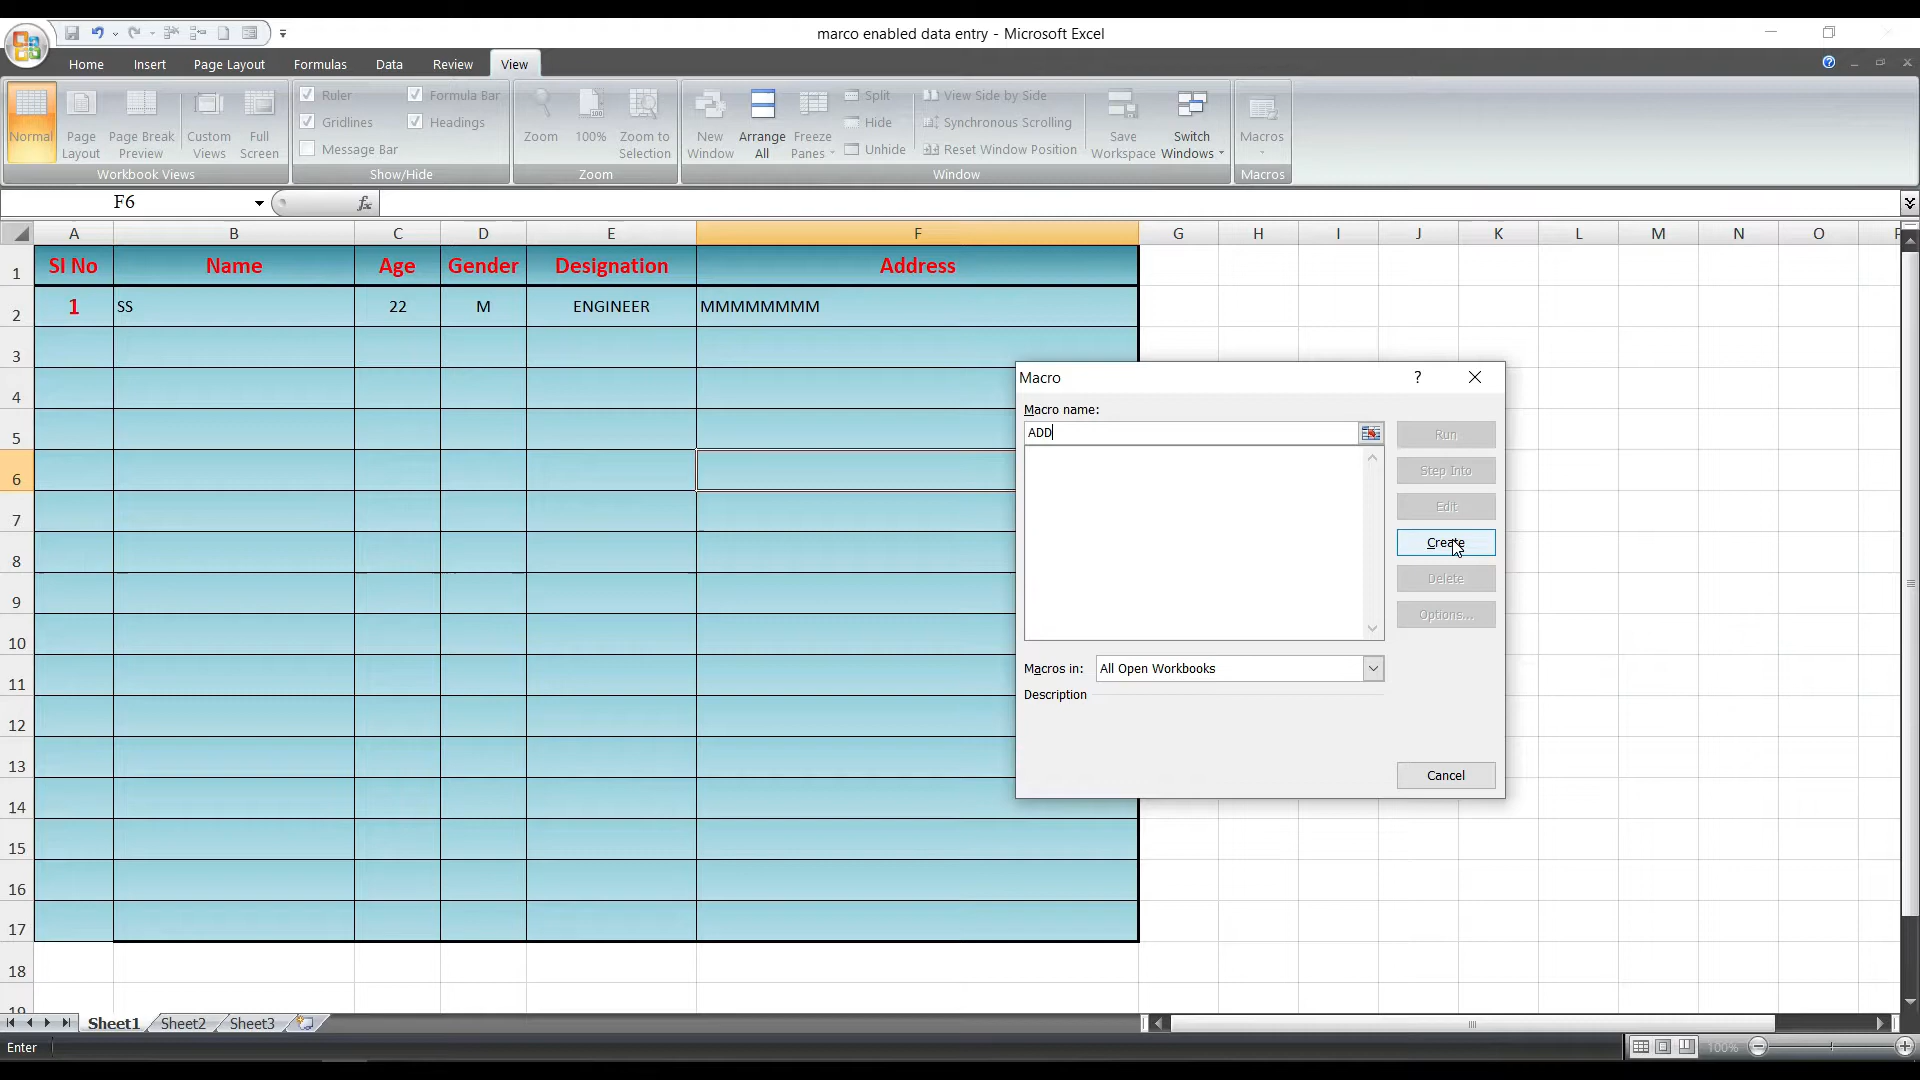 marco enabled data entry - Microsoft Excel
Home Insert Page Layout Formulas Data Review View
Normal Page Layout Page Break Preview Custom Views Full Screen
Workbook Views
Ruler Formula Bar
Gridlines Headings
Message Bar
Show/Hide
Zoom 100% Zoom to Selection
Zoom
New Window Arrange All Freeze Panes
Split
Hide
Unhide
View Side by Side
Synchronous Scrolling
Reset Window Position
Save Workspace Switch Windows
Window
Macros
Macros
F6 fx
A B C D E F G H I J K L M N O P
1 SI No Name Age Gender Designation Address
2 1 SS 22 M ENGINEER MMMMMMMM
3
4
5
6
7
8
9
10
11
12
13
14
15
16
17
18
19
Macro ?
Macro name:
ADD
Run
Step Into
Edit
Create
Delete
Options...
Macros in: All Open Workbooks
Description
Cancel
Sheet1 Sheet2 Sheet3
Enter 100%